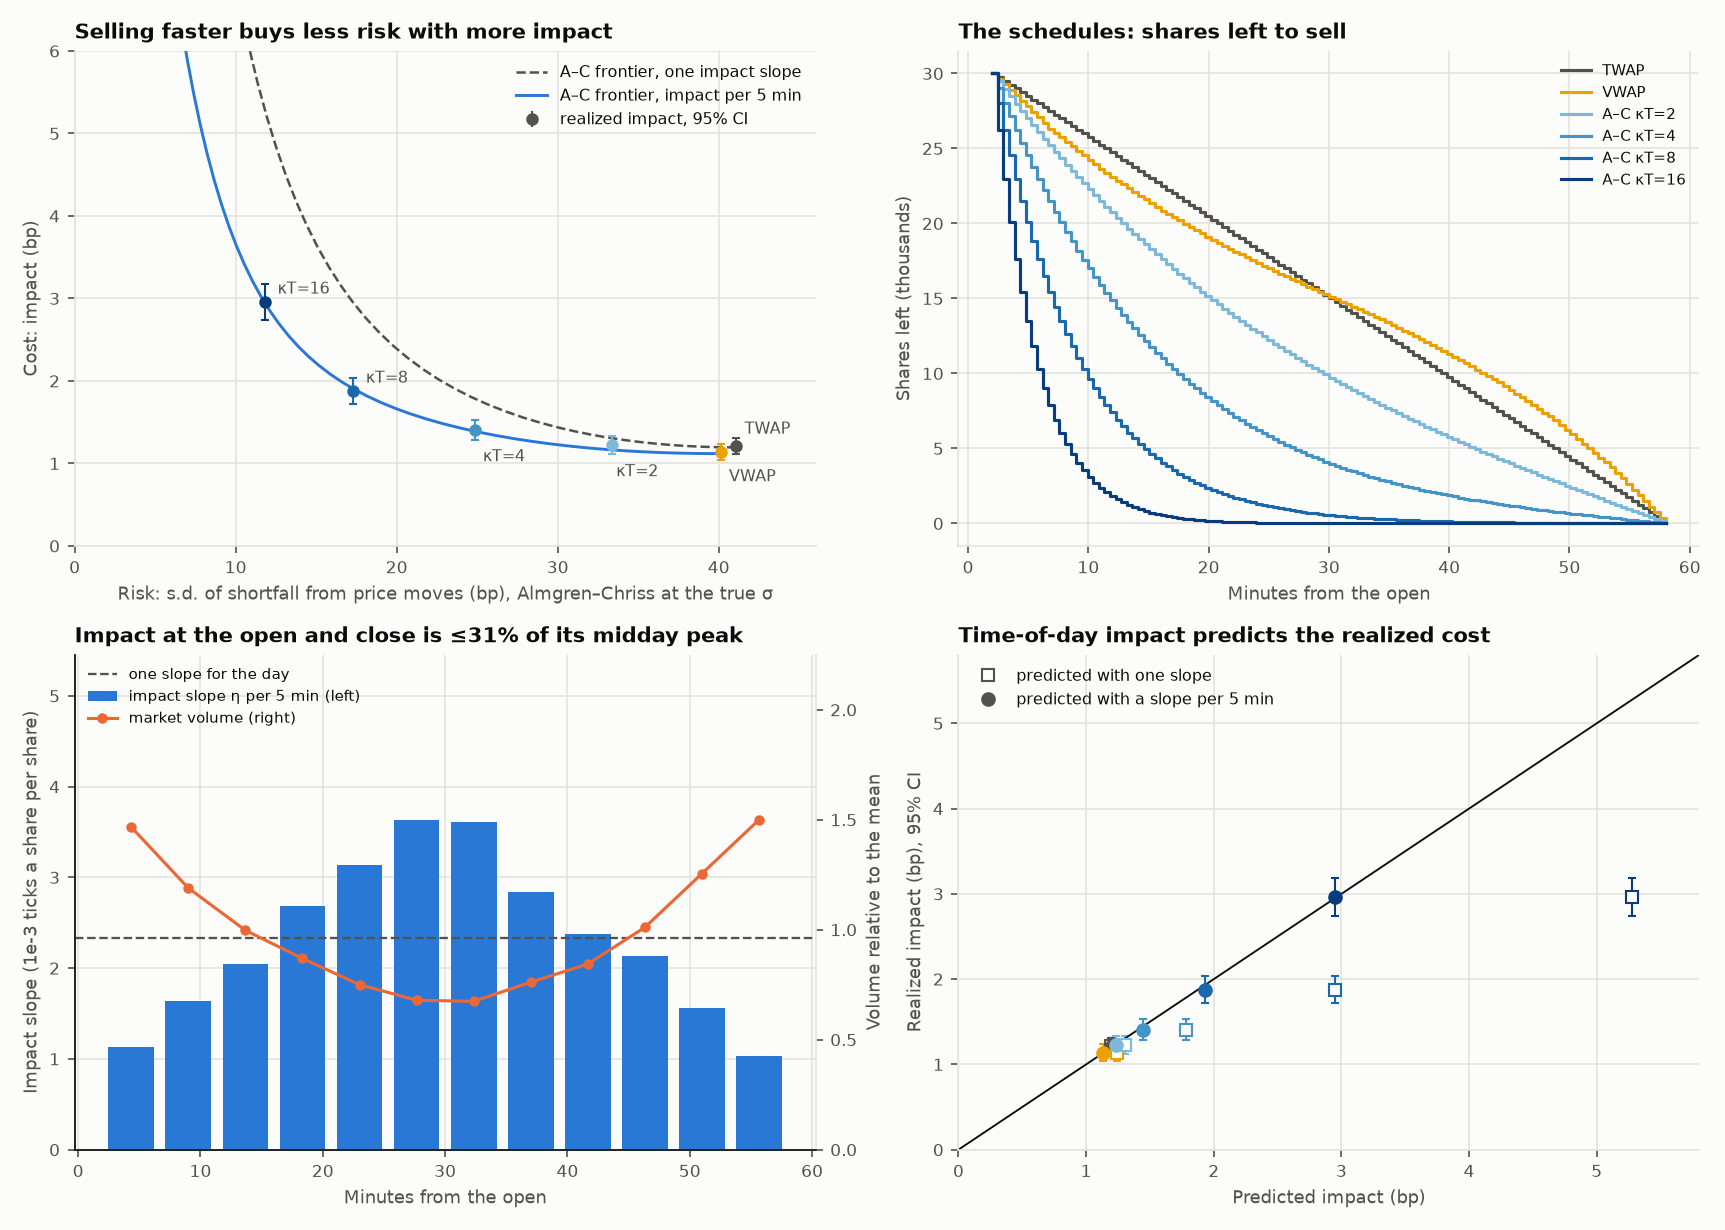 Selling faster buys less risk with more impact
6
5
4
3
2
1
0
Cost: impact (bp)
A–C frontier, one impact slope
A–C frontier, impact per 5 min
realized impact, 95% CI
κT=16
κT=8
κT=4
κT=2
TWAP
VWAP
0 10 20 30 40
Risk: s.d. of shortfall from price moves (bp), Almgren–Chriss at the true σ
The schedules: shares left to sell
30
25
20
15
10
5
0
Shares left (thousands)
TWAP
VWAP
A–C κT=2
A–C κT=4
A–C κT=8
A–C κT=16
0 10 20 30 40 50 60
Minutes from the open
Impact at the open and close is ≤31% of its midday peak
5
4
3
2
1
0
Impact slope (1e-3 ticks a share per share)
one slope for the day
impact slope η per 5 min (left)
market volume (right)
2.0
1.5
1.0
0.5
0.0
Volume relative to the mean
0 10 20 30 40 50 60
Minutes from the open
Time-of-day impact predicts the realized cost
5
4
3
2
1
0
Realized impact (bp), 95% CI
predicted with one slope
predicted with a slope per 5 min
0 1 2 3 4 5
Predicted impact (bp)